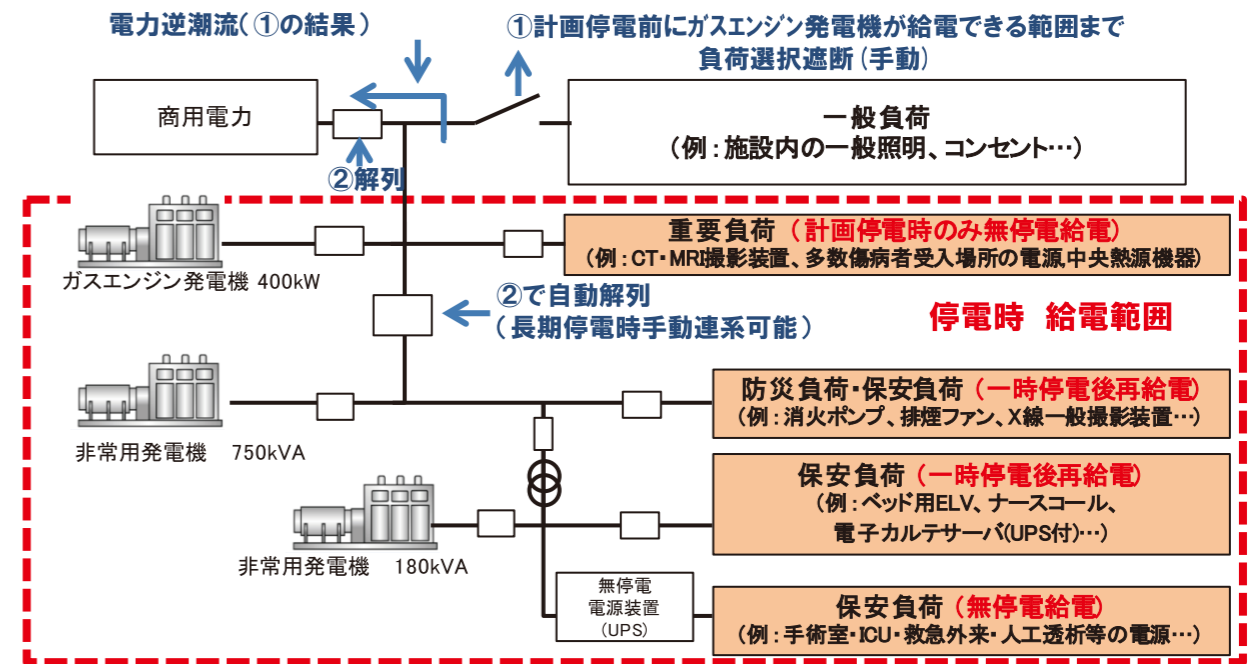 電力逆潮流(①の結果)
①計画停電前にガスエンジン発電機が給電できる範囲まで
負荷選択遮断(手動)
商用電力
一般負荷
(例:施設内の一般照明、コンセント…)
②解列
重要負荷(計画停電時のみ無停電給電)
(例:CT・MRI撮影装置、多数傷病者受入場所の電源,中央熱源機器)
ガスエンジン発電機 400kW
②で自動解列
(長期停電時手動連系可能)
停電時 給電範囲
防災負荷・保安負荷(一時停電後再給電)
(例:消火ポンプ、排煙ファン、X線一般撮影装置…)
非常用発電機 750kVA
保安負荷(一時停電後再給電)
(例:ベッド用ELV、ナースコール、
電子カルテサーバ(UPS付)…)
非常用発電機 180kVA
無停電
電源装置
(UPS)
保安負荷(無停電給電)
(例:手術室・ICU・救急外来・人工透析等の電源…)